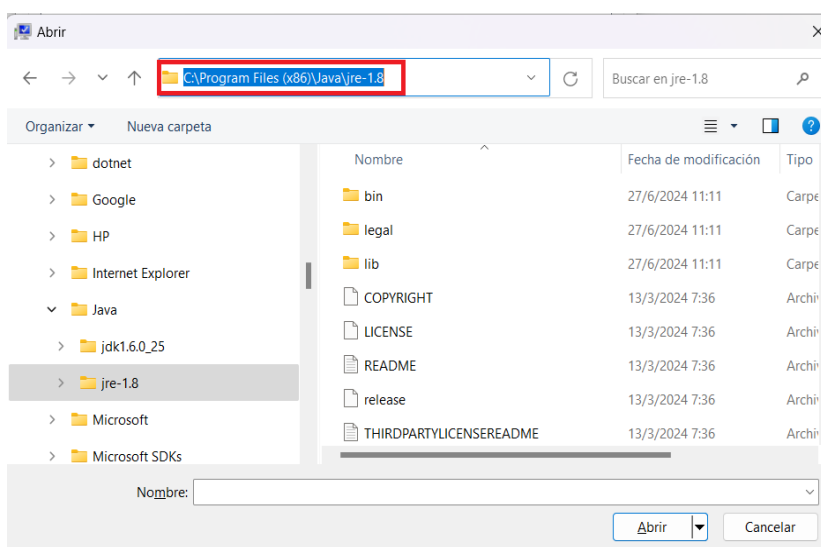 Abrir
C:\Program Files (x86)\Java\jre-1.8
Buscar en jre-1.8
Organizar
Nueva carpeta
?
dotnet
Google
HP
Internet Explorer
Java
jdk1.6.0_25
jre-1.8
Microsoft
Microsoft SDKs
Nombre Fecha de modificación Tipo
bin 27/6/2024 11:11 Carpe
legal 27/6/2024 11:11 Carpe
lib 27/6/2024 11:11 Carpe
COPYRIGHT 13/3/2024 7:36 Archi
LICENSE 13/3/2024 7:36 Archi
README 13/3/2024 7:36 Archi
release 13/3/2024 7:36 Archi
THIRDPARTYLICENSEREADME 13/3/2024 7:36 Archi
Nombre:
Abrir
Cancelar